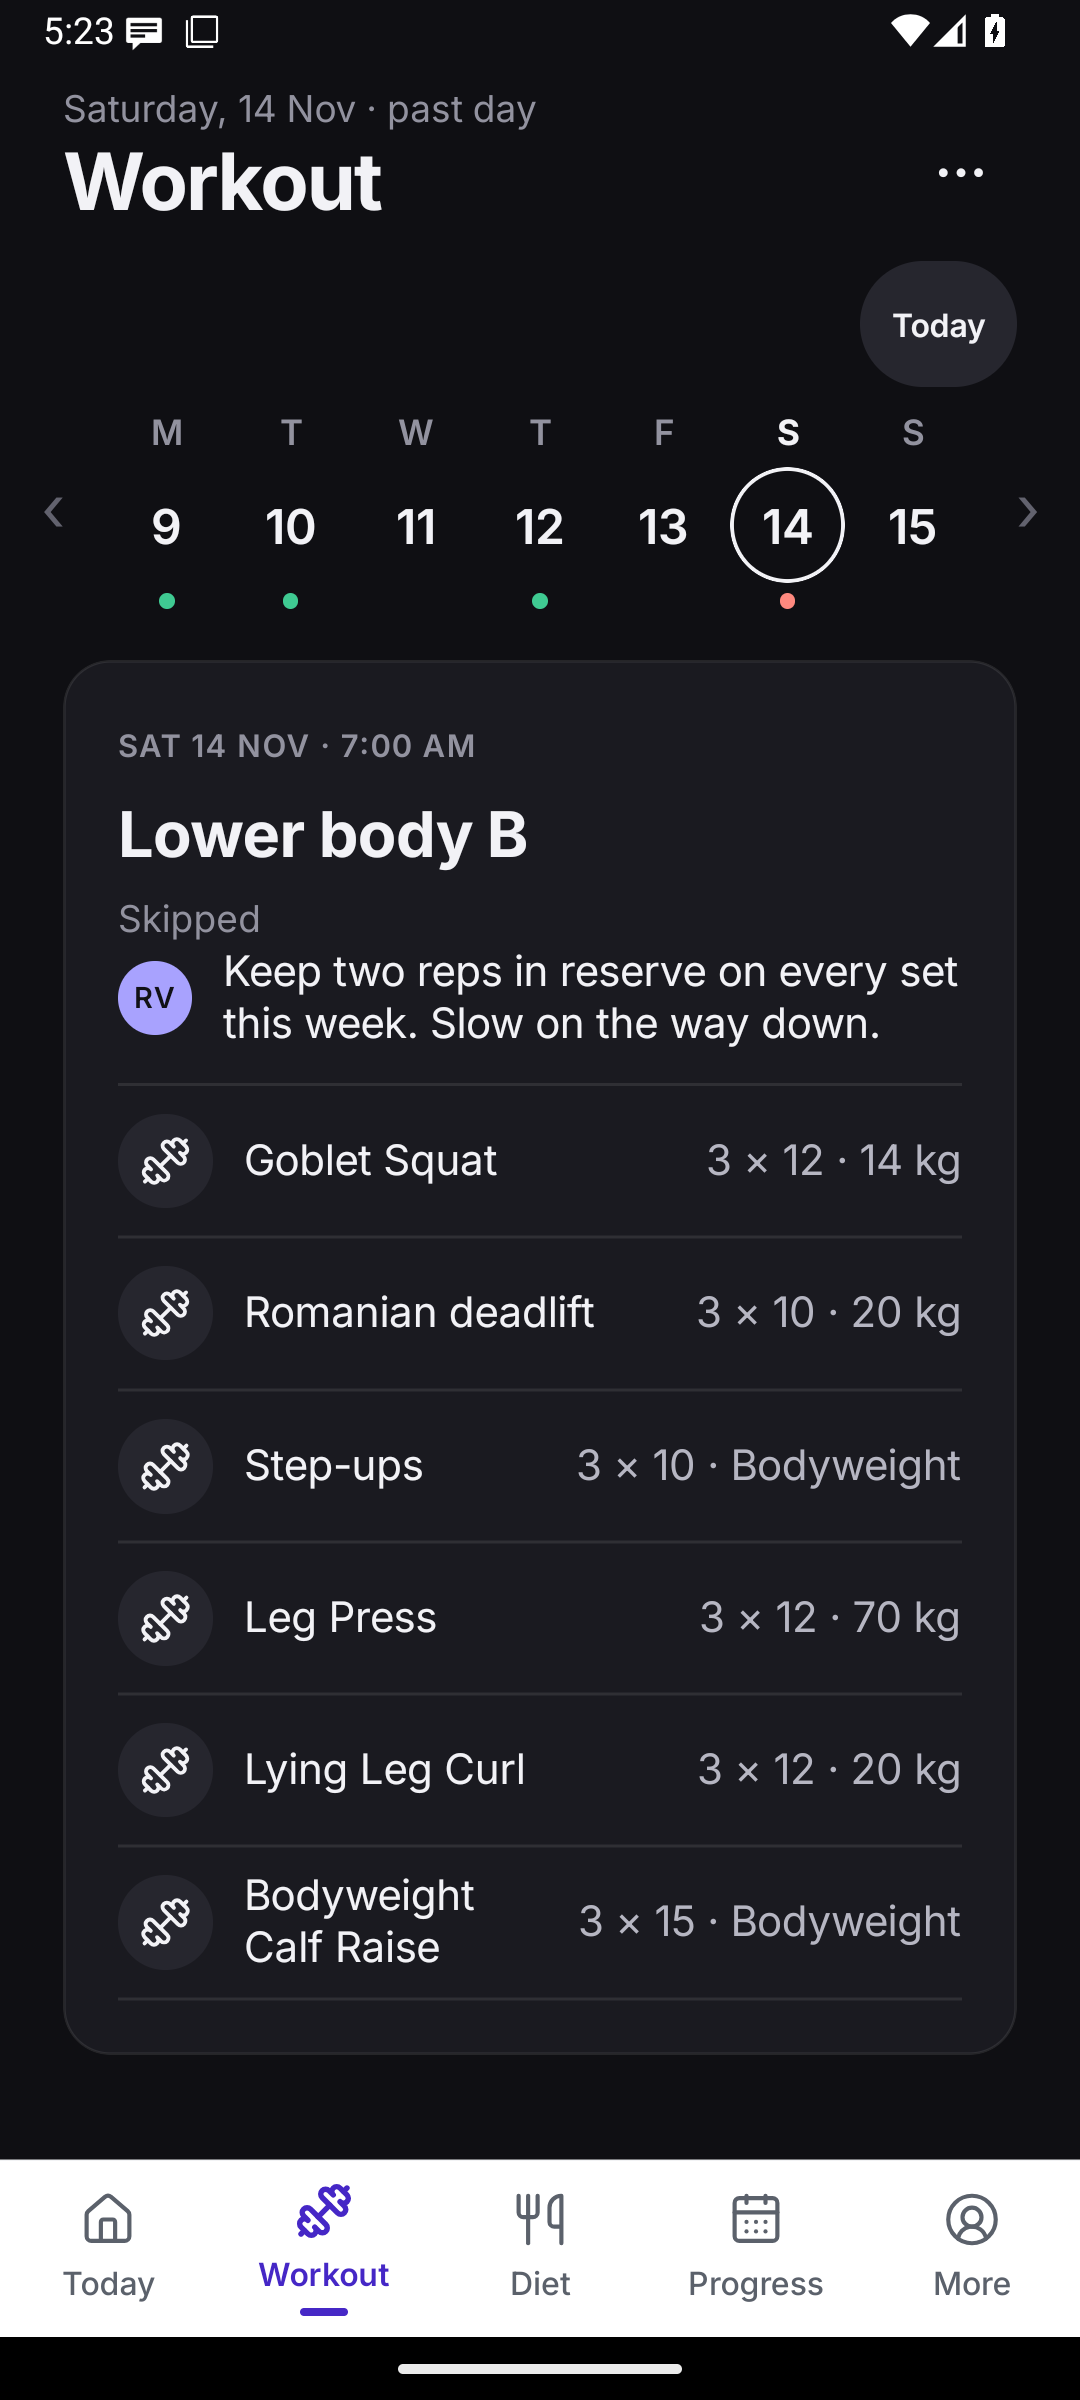 5:23
Saturday, 14 Nov · past day
Workout
Today
M T W T F S S
9 10 11 12 13 14 15
SAT 14 NOV · 7:00 AM
Lower body B
Skipped
RV
Keep two reps in reserve on every set
this week. Slow on the way down.
Goblet Squat 3 × 12 · 14 kg
Romanian deadlift 3 × 10 · 20 kg
Step-ups 3 × 10 · Bodyweight
Leg Press 3 × 12 · 70 kg
Lying Leg Curl 3 × 12 · 20 kg
Bodyweight
Calf Raise 3 × 15 · Bodyweight
Today Workout Diet Progress More